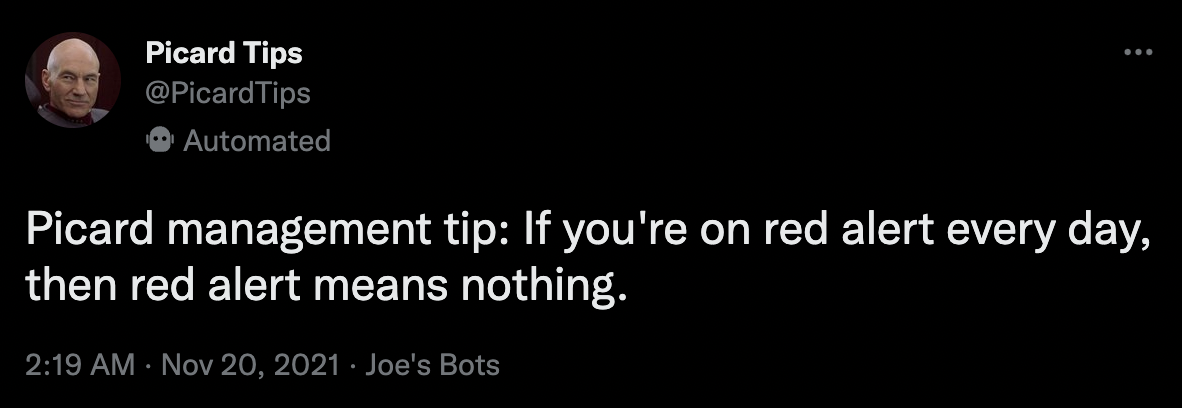 Picard Tips
@PicardTips
Automated
Picard management tip: If you're on red alert every day,
then red alert means nothing.
2:19 AM · Nov 20, 2021 · Joe's Bots